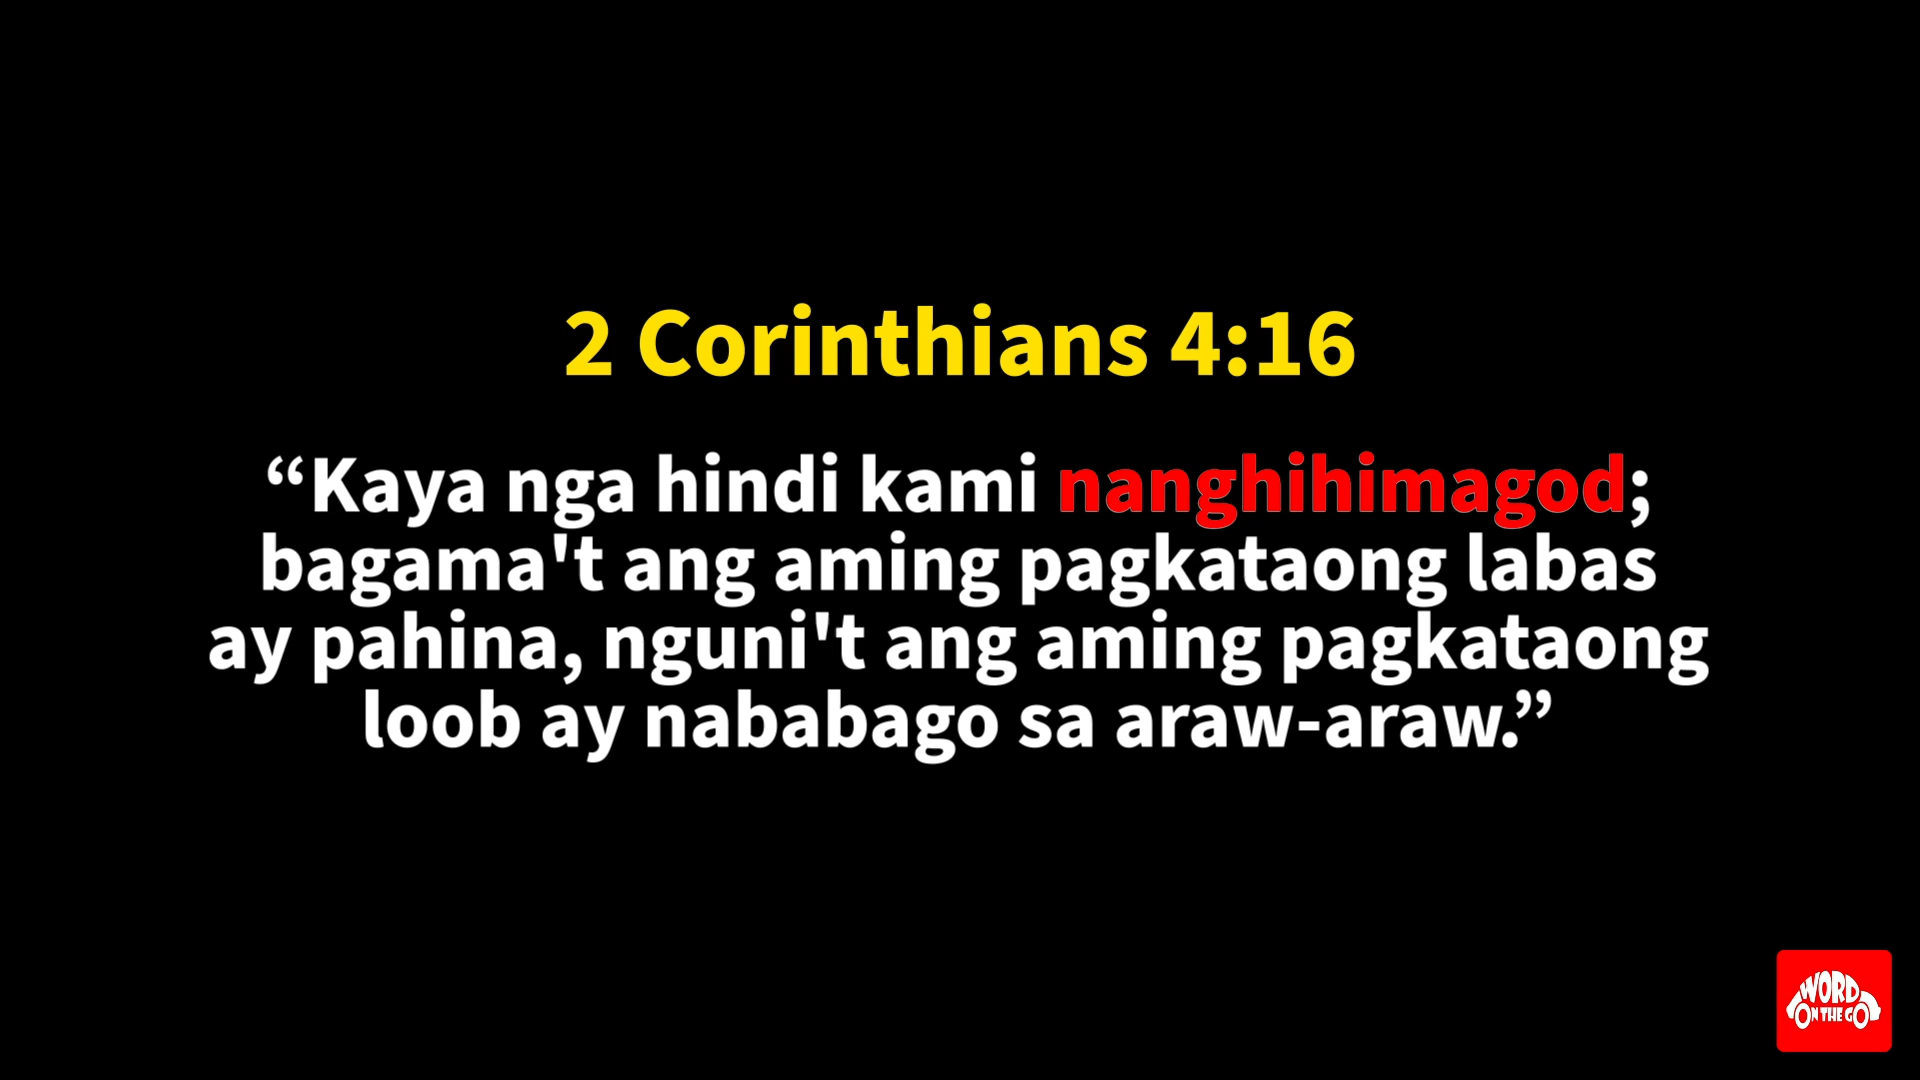 2 Corinthians 4:16
“Kaya nga hindi kami nanghihimagod;
bagama't ang aming pagkataong labas
ay pahina, nguni't ang aming pagkataong
loob ay nababago sa araw-araw.”
WORD
ON THE GO